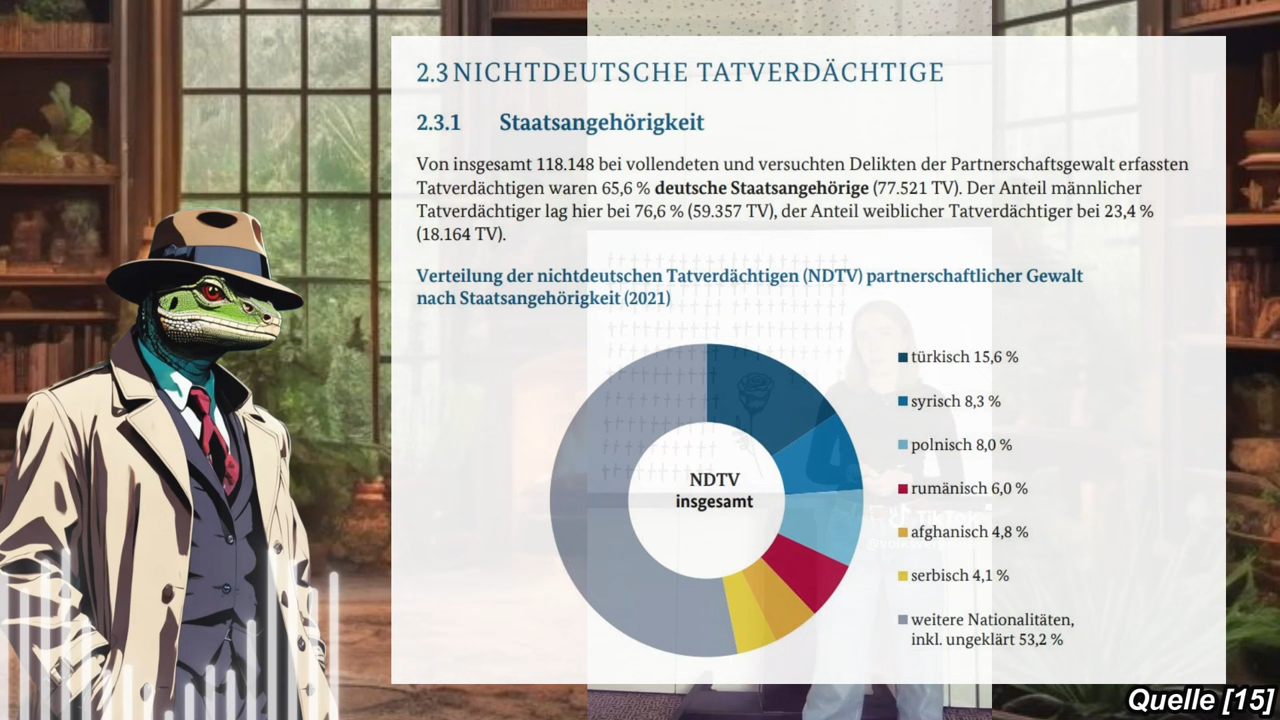 2.3 NICHTDEUTSCHE TATVERDÄCHTIGE
2.3.1 Staatsangehörigkeit
Von insgesamt 118.148 bei vollendeten und versuchten Delikten der Partnerschaftsgewalt erfassten
Tatverdächtigen waren 65,6 % deutsche Staatsangehörige (77.521 TV). Der Anteil männlicher
Tatverdächtiger lag hier bei 76,6 % (59.357 TV), der Anteil weiblicher Tatverdächtiger bei 23,4 %
(18.164 TV).
Verteilung der nichtdeutschen Tatverdächtigen (NDTV) partnerschaftlicher Gewalt
nach Staatsangehörigkeit (2021)
NDTV
insgesamt
türkisch 15,6 %
syrisch 8,3 %
polnisch 8,0 %
rumänisch 6,0 %
afghanisch 4,8 %
serbisch 4,1 %
weitere Nationalitäten,
inkl. ungeklärt 53,2 %
Quelle [15]